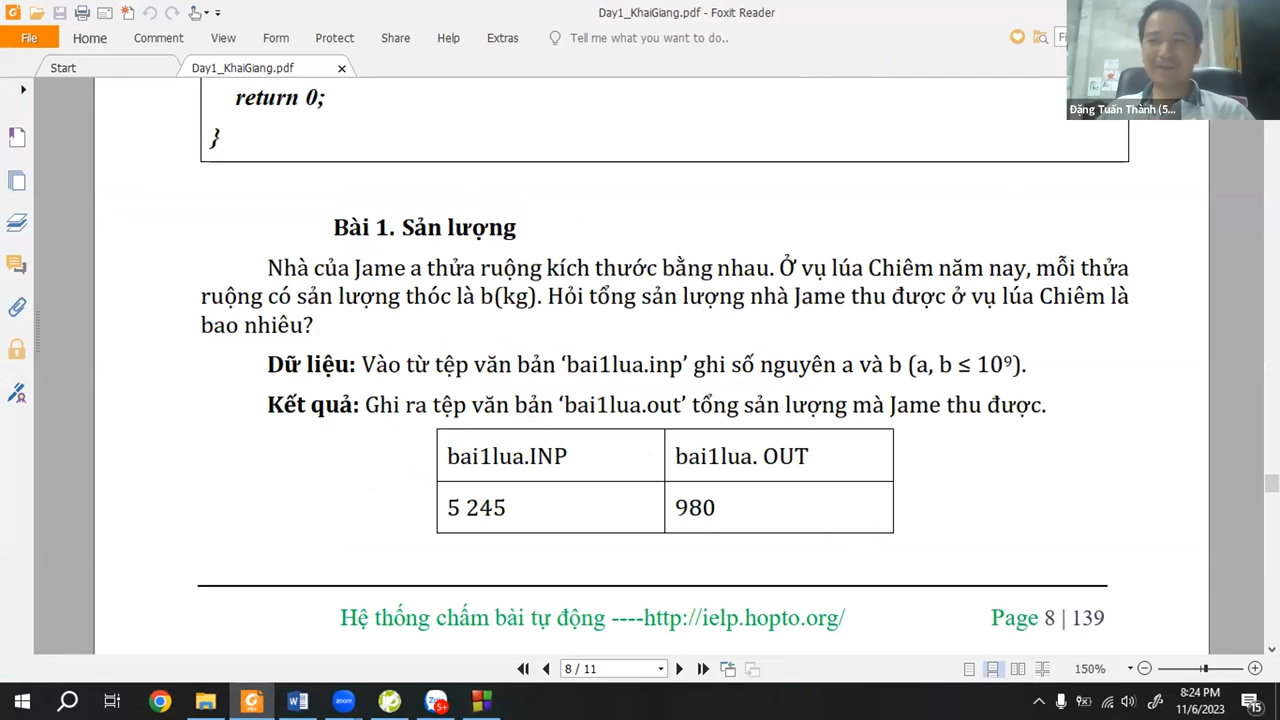 Day1_KhaiGiang.pdf - Foxit Reader
File Home Comment View Form Protect Share Help Extras Tell me what you want to do..
Start Day1_KhaiGiang.pdf
Đặng Tuấn Thành (5...
return 0;
}
Bài 1. Sản lượng
Nhà của Jame a thửa ruộng kích thước bằng nhau. Ở vụ lúa Chiêm năm nay, mỗi thửa
ruộng có sản lượng thóc là b(kg). Hỏi tổng sản lượng nhà Jame thu được ở vụ lúa Chiêm là
bao nhiêu?
Dữ liệu: Vào từ tệp văn bản ‘bai1lua.inp’ ghi số nguyên a và b (a, b ≤ 10⁹).
Kết quả: Ghi ra tệp văn bản ‘bai1lua.out’ tổng sản lượng mà Jame thu được.
bai1lua.INP bai1lua. OUT
5 245 980
Hệ thống chấm bài tự động ----http://ielp.hopto.org/ Page 8 | 139
8 / 11 150%
zoom 5+
8:24 PM
11/6/2023
15